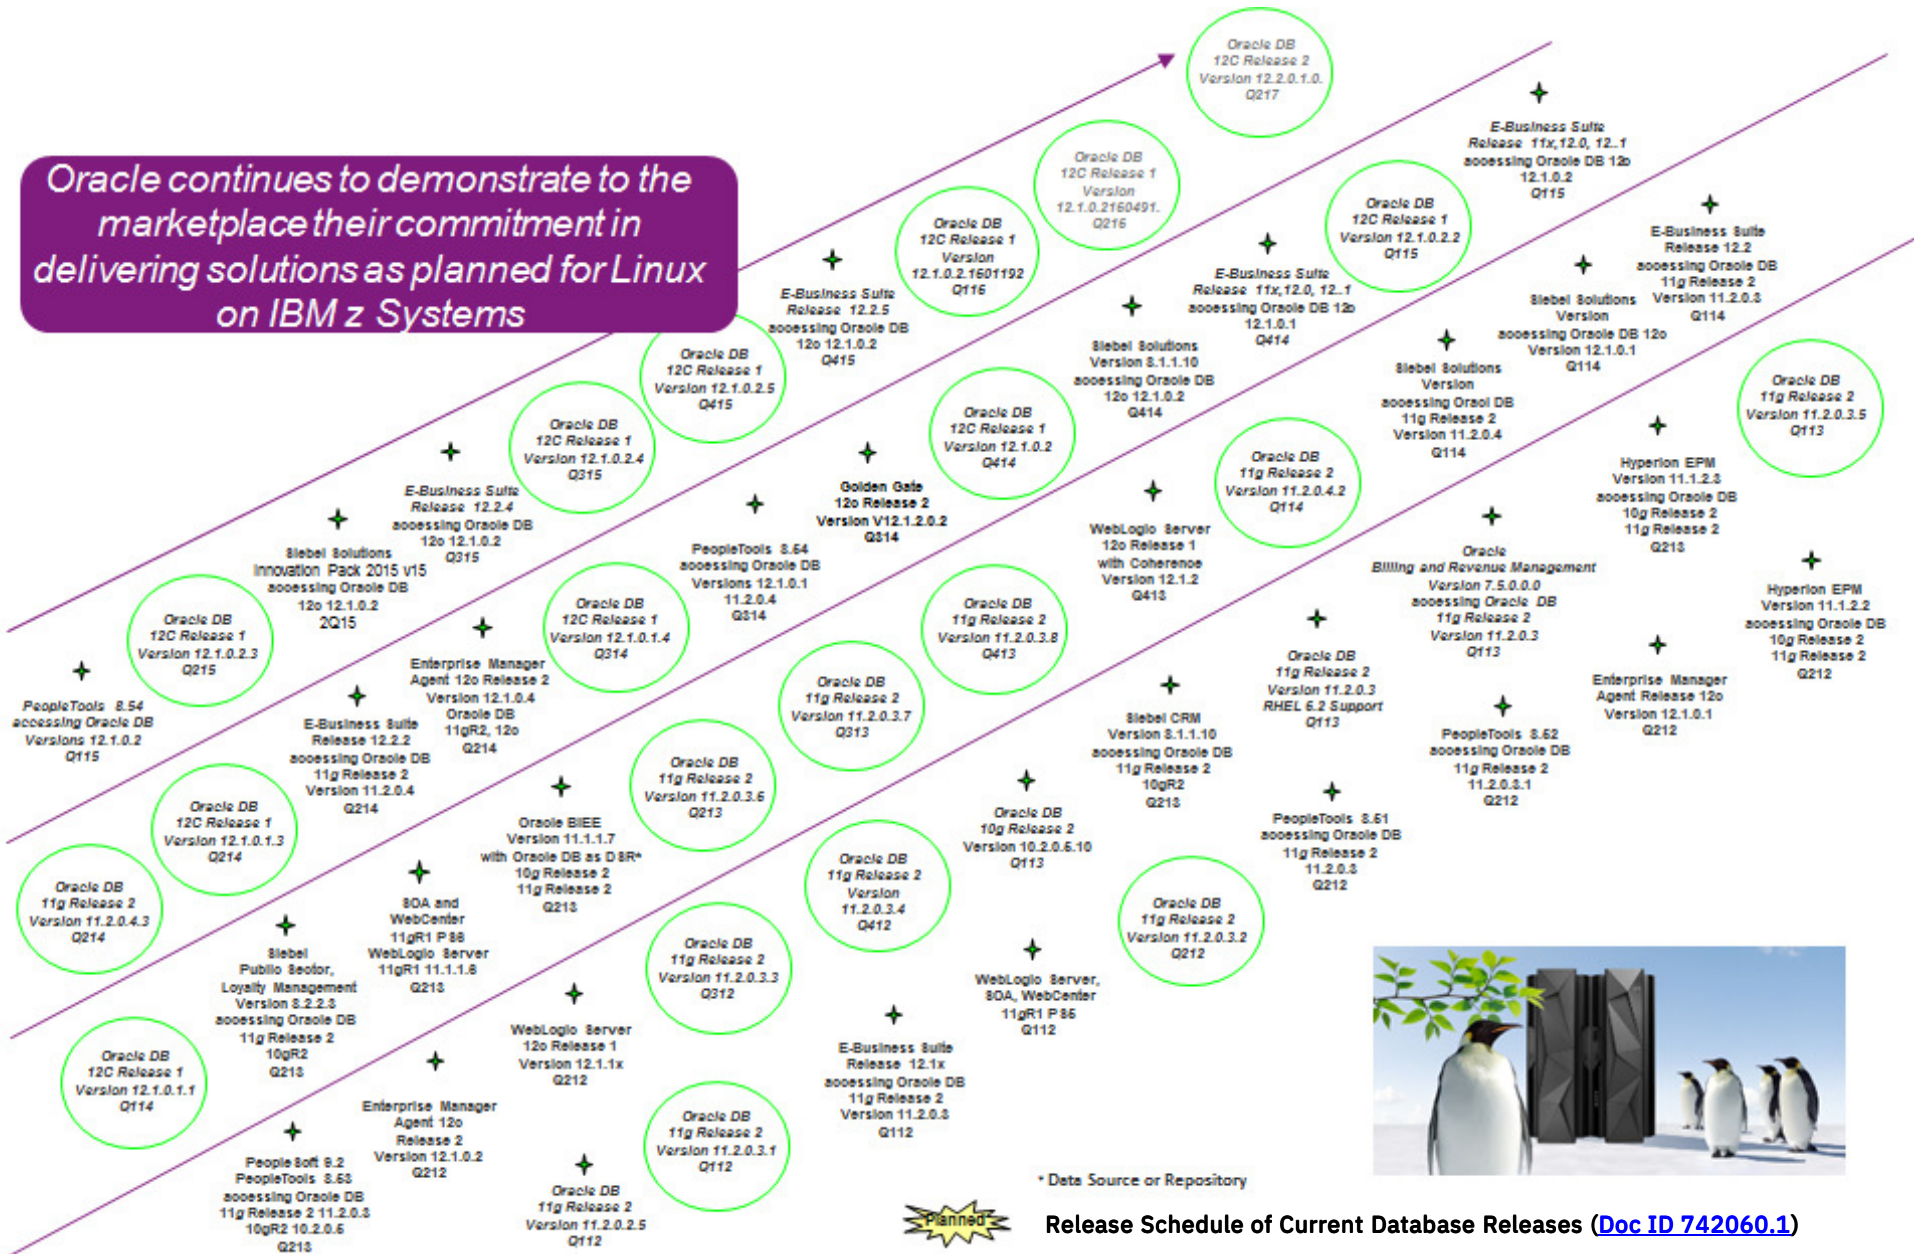 Oracle continues to demonstrate to the
marketplace their commitment in
delivering solutions as planned for Linux
on IBM z Systems
Oracle DB
12C Release 2
Version 12.2.0.1.0.
Q217
Oracle DB
12C Release 1
Version
12.1.0.2160491.
Q216
Oracle DB
12C Release 1
Version
12.1.0.2.1601192
Q116
E-Business Suite
Release 12.2.5
accessing Oracle DB
12c 12.1.0.2
Q415
Oracle DB
12C Release 1
Version 12.1.0.2.5
Q415
Oracle DB
12C Release 1
Version 12.1.0.2.4
Q315
E-Business Suite
Release 12.2.4
accessing Oracle DB
12c 12.1.0.2
Q315
Siebel Solutions
Innovation Pack 2015 v15
accessing Oracle DB
12c 12.1.0.2
2Q15
Oracle DB
12C Release 1
Version 12.1.0.2.3
Q215
PeopleTools 8.54
accessing Oracle DB
Versions 12.1.0.2
Q115
E-Business Suite
Release 11x,12.0, 12..1
accessing Oracle DB 12c
12.1.0.2
Q115
Oracle DB
12C Release 1
Version 12.1.0.2.2
Q115
E-Business Suite
Release 11x,12.0, 12..1
accessing Oracle DB 12c
12.1.0.1
Q414
Siebel Solutions
Version 8.1.1.10
accessing Oracle DB
12c 12.1.0.2
Q414
Oracle DB
12C Release 1
Version 12.1.0.2
Q414
Golden Gate
12c Release 2
Version V12.1.2.0.2
Q314
PeopleTools 8.54
accessing Oracle DB
Versions 12.1.0.1
11.2.0.4
Q314
Oracle DB
12C Release 1
Version 12.1.0.1.4
Q314
Enterprise Manager
Agent 12c Release 2
Version 12.1.0.4
Oracle DB
11gR2, 12c
Q214
E-Business Suite
Release 12.2.2
accessing Oracle DB
11g Release 2
Version 11.2.0.4
Q214
Oracle DB
12C Release 1
Version 12.1.0.1.3
Q214
Oracle DB
11g Release 2
Version 11.2.0.4.3
Q214
E-Business Suite
Release 12.2
accessing Oracle DB
11g Release 2
Version 11.2.0.3
Q114
Siebel Solutions
Version
accessing Oracle DB 12c
Version 12.1.0.1
Q114
Siebel Solutions
Version
accessing Oracl DB
11g Release 2
Version 11.2.0.4
Q114
Oracle DB
11g Release 2
Version 11.2.0.4.2
Q114
WebLogic Server
12c Release 1
with Coherence
Version 12.1.2
Q413
Oracle DB
11g Release 2
Version 11.2.0.3.8
Q413
Oracle DB
11g Release 2
Version 11.2.0.3.7
Q313
Oracle DB
11g Release 2
Version 11.2.0.3.6
Q213
Oracle BIEE
Version 11.1.1.7
with Oracle DB as DSR*
10g Release 2
11g Release 2
Q213
SOA and
WebCenter
11gR1 PS6
WebLogic Server
11gR1 11.1.1.6
Q213
Siebel
Public Sector,
Loyalty Management
Version 8.2.2.3
accessing Oracle DB
11g Release 2
10gR2
Q213
Oracle DB
12C Release 1
Version 12.1.0.1.1
Q114
Oracle DB
11g Release 2
Version 11.2.0.3.5
Q113
Hyperion EPM
Version 11.1.2.3
accessing Oracle DB
10g Release 2
11g Release 2
Q213
Oracle
Billing and Revenue Management
Version 7.5.0.0.0
accessing Oracle DB
11g Release 2
Version 11.2.0.3
Q113
Hyperion EPM
Version 11.1.2.2
accessing Oracle DB
10g Release 2
11g Release 2
Q212
Oracle DB
11g Release 2
Version 11.2.0.3
RHEL 6.2 Support
Q113
Enterprise Manager
Agent Release 12c
Version 12.1.0.1
Q212
Siebel CRM
Version 8.1.1.10
accessing Oracle DB
11g Release 2
10gR2
Q213
PeopleTools 8.52
accessing Oracle DB
11g Release 2
11.2.0.3.1
Q212
Oracle DB
10g Release 2
Version 10.2.0.5.10
Q113
PeopleTools 8.51
accessing Oracle DB
11g Release 2
11.2.0.3
Q212
Oracle DB
11g Release 2
Version
11.2.0.3.4
Q412
Oracle DB
11g Release 2
Version 11.2.0.3.2
Q212
Oracle DB
11g Release 2
Version 11.2.0.3.3
Q312
WebLogic Server,
SOA, WebCenter
11gR1 PS5
Q112
WebLogic Server
12c Release 1
Version 12.1.1x
Q212
E-Business Suite
Release 12.1x
accessing Oracle DB
11g Release 2
Version 11.2.0.3
Q112
Enterprise Manager
Agent 12c
Release 2
Version 12.1.0.2
Q212
Oracle DB
11g Release 2
Version 11.2.0.3.1
Q112
PeopleSoft 9.2
PeopleTools 8.53
accessing Oracle DB
11g Release 2 11.2.0.3
10gR2 10.2.0.5
Q213
Oracle DB
11g Release 2
Version 11.2.0.2.5
Q112
* Data Source or Repository
Planned
Release Schedule of Current Database Releases (Doc ID 742060.1)